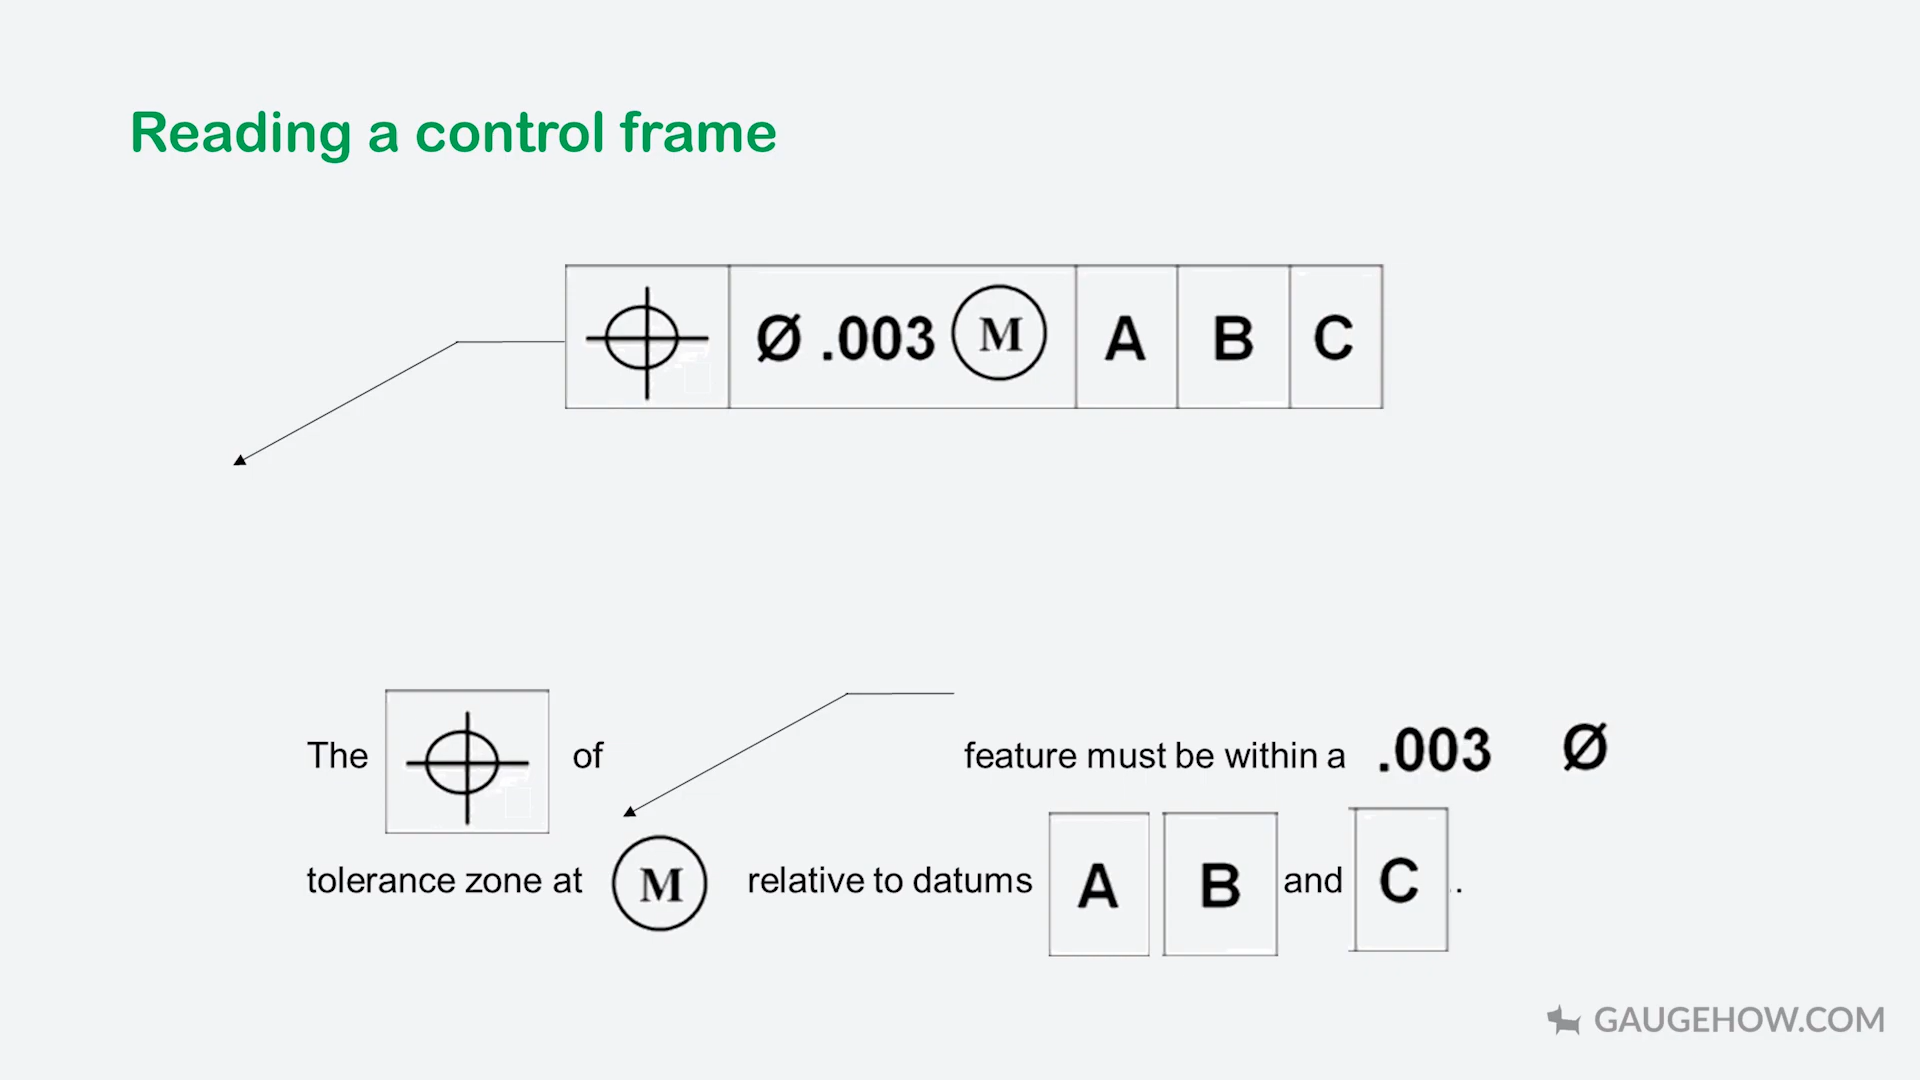 Reading a control frame
Ø .003 M A B C
The of feature must be within a .003 Ø
tolerance zone at M relative to datums A B and C .
GAUGEHOW.COM